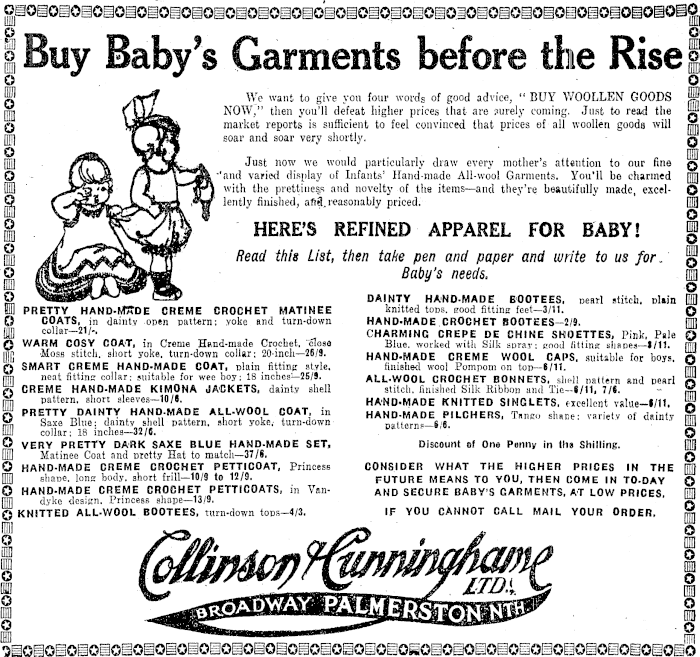 Buy Baby's Garments before the Rise
We want to give you four words of good advice, "BUY WOOLLEN GOODS
NOW," then you'll defeat higher prices that are surely coming. Just to read the
market reports is sufficient to feel convinced that prices of all woollen goods will
soar and soar very shortly.
Just now we would particularly draw every mother's attention to our fine
and varied display of Infants' Hand-made All-wool Garments. You'll be charmed
with the prettiness and novelty of the items—and they're beautifully made, excel-
lently finished, and reasonably priced.
HERE'S REFINED APPAREL FOR BABY!
Read this List, then take pen and paper and write to us for
Baby's needs.
PRETTY HAND-MADE CREME CROCHET MATINEE
COATS, in dainty open pattern; yoke and turn-down
collar—21/-.
WARM COSY COAT, in Creme Hand-made Crochet, close
Moss stitch, short yoke, turn-down collar; 20-inch—26/9.
SMART CREME HAND-MADE COAT, plain fitting style,
neat fitting collar; suitable for wee boy; 18 inches—25/9.
CREME HAND-MADE KIMONA JACKETS, dainty shell
pattern, short sleeves—10/6.
PRETTY DAINTY HAND-MADE ALL-WOOL COAT, in
Saxe Blue; dainty shell pattern, short yoke, turn-down
collar; 18 inches—32/6.
VERY PRETTY DARK SAXE BLUE HAND-MADE SET,
Matinee Coat and pretty Hat to match—37/6.
HAND-MADE CREME CROCHET PETTICOAT, Princess
shape, long body, short frill—10/9 to 12/9.
HAND-MADE CREME CROCHET PETTICOATS, in Van-
dyke design, Princess shape—13/9.
KNITTED ALL-WOOL BOOTEES, turn-down tops—4/3.
DAINTY HAND-MADE BOOTEES, pearl stitch, plain
knitted tops, good fitting feet—3/11.
HAND-MADE CROCHET BOOTEES—2/9.
CHARMING CREPE DE CHINE SHOETTES, Pink, Pale
Blue, worked with Silk spray; good fitting shapes
HAND-MADE CREME WOOL CAPS, suitable for boys,
finished wool Pompom on top—6/11.
ALL-WOOL CROCHET BONNETS, shell pattern and pearl
stitch, finished Silk Ribbon and Tie—6/11, 7/6.
HAND-MADE KNITTED SINGLETS, excellent value—6/11.
HAND-MADE PILCHERS, Tango shape; variety of dainty
patterns
Discount of One Penny in the Shilling.
CONSIDER WHAT THE HIGHER PRICES IN THE
FUTURE MEANS TO YOU, THEN COME IN TO-DAY
AND SECURE BABY'S GARMENTS, AT LOW PRICES.
IF YOU CANNOT CALL MAIL YOUR ORDER.
Collinson & Cunninghame
LTD.,
BROADWAY PALMERSTON NTH.